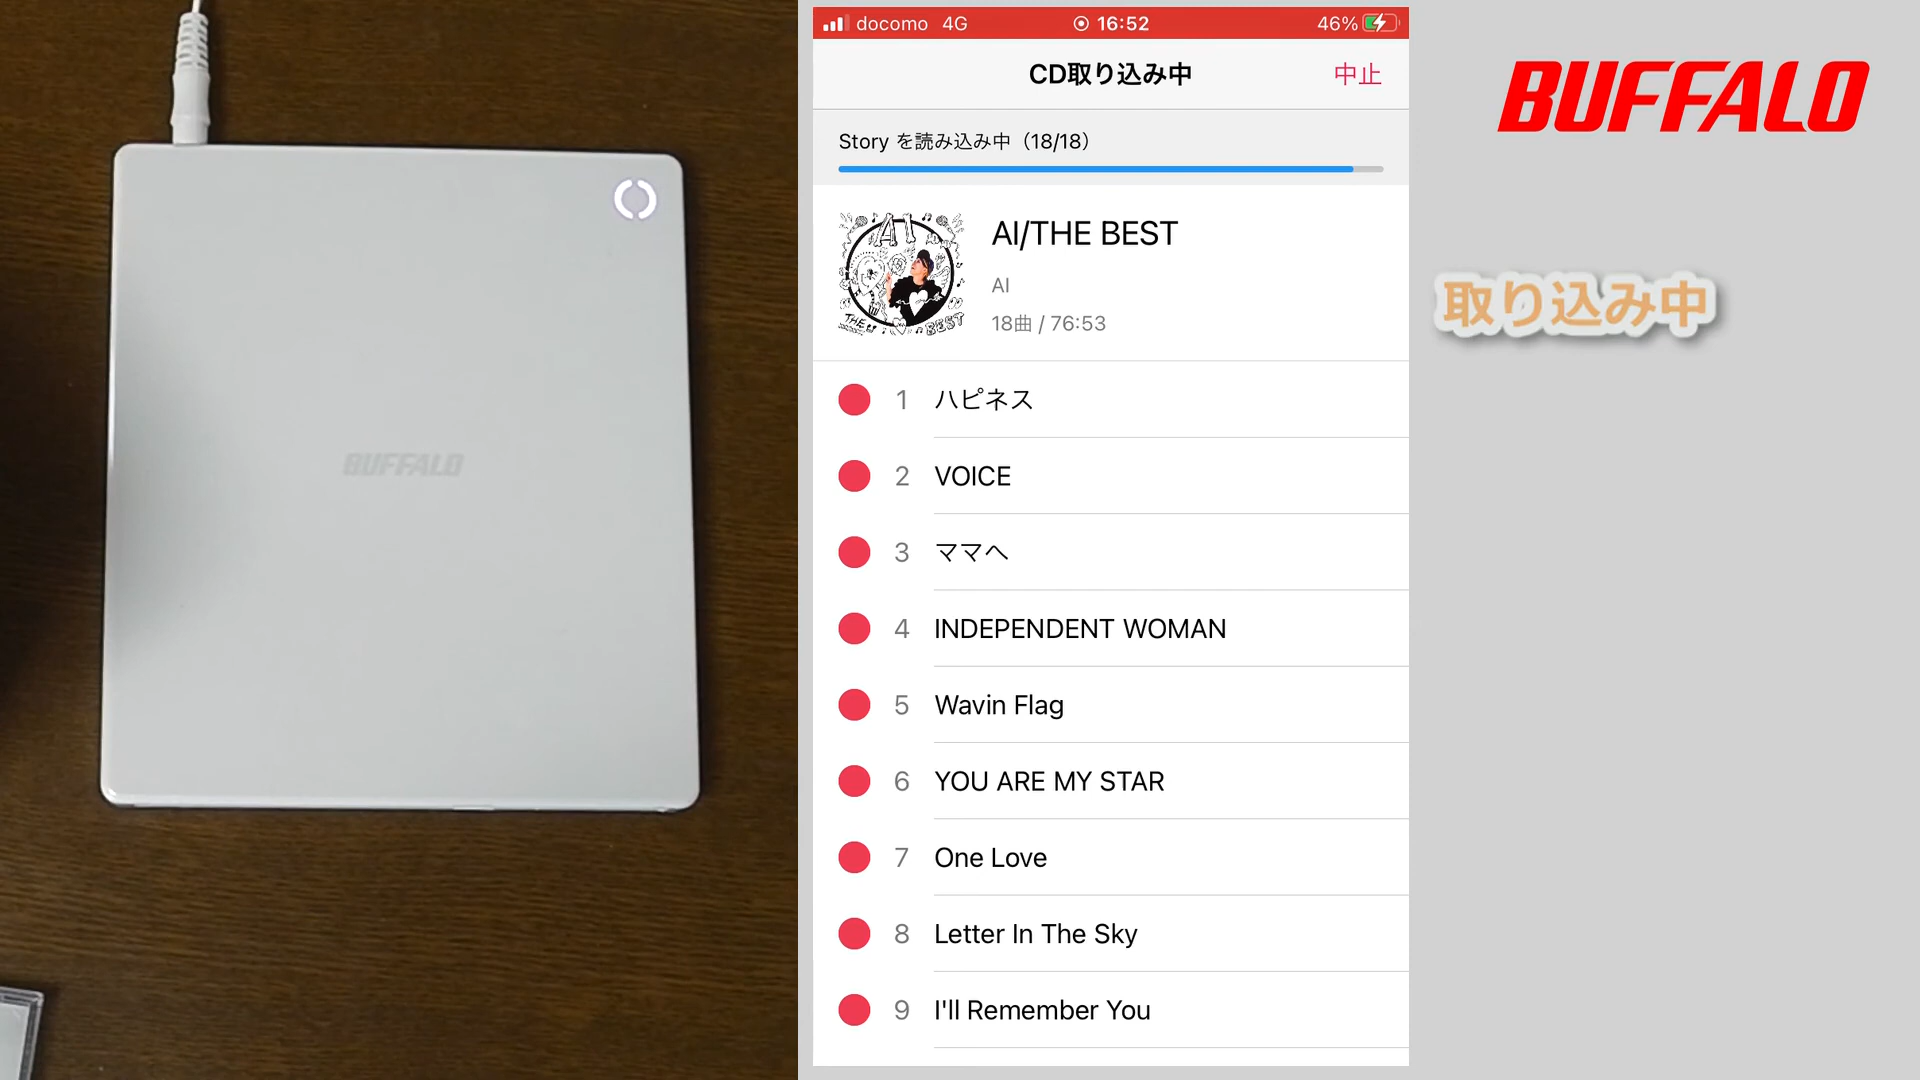 BUFFALO
docomo 4G 16:52 46%
CD取り込み中 中止
Story を読み込み中（18/18）
AI/THE BEST
AI
18曲 / 76:53
AI
THE BEST
1 ハピネス
2 VOICE
3 ママへ
4 INDEPENDENT WOMAN
5 Wavin Flag
6 YOU ARE MY STAR
7 One Love
8 Letter In The Sky
9 I'll Remember You
BUFFALO
取り込み中